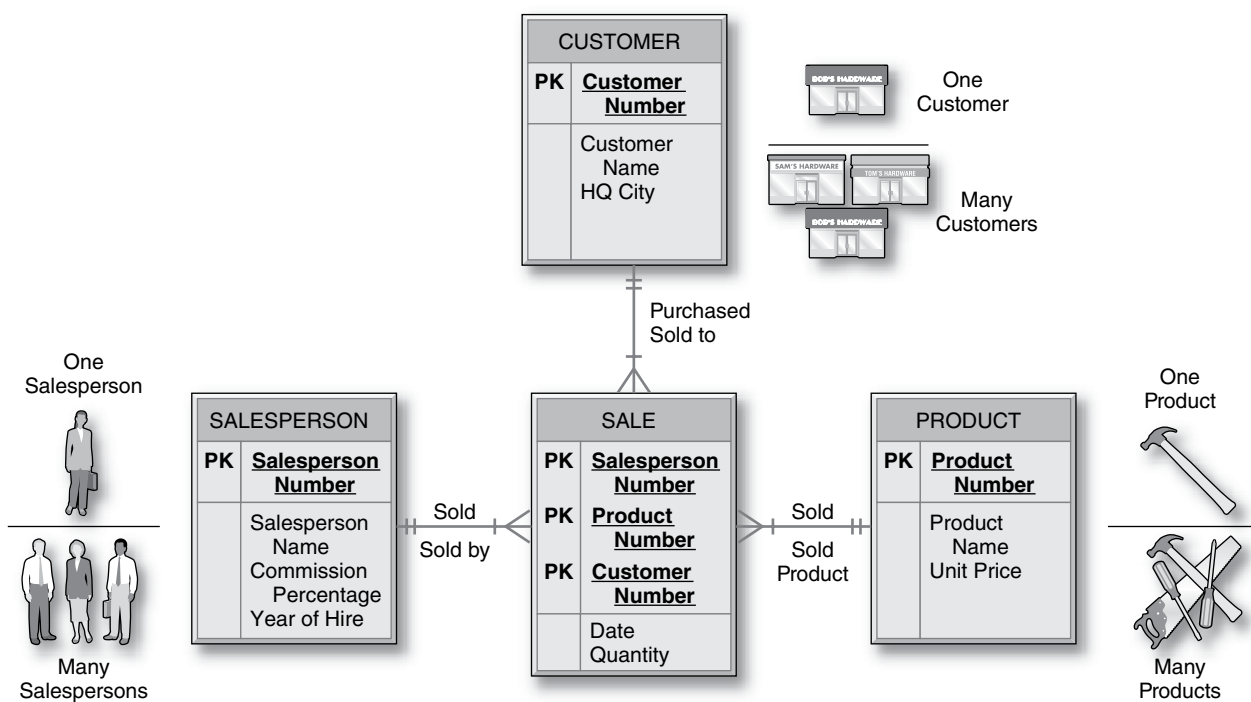 CUSTOMER
PK Customer
Number
Customer
Name
HQ City
BOB'S HARDWARE
One
Customer
SAM'S HARDWARE
TOM'S HARDWARE
BOB'S HARDWARE
Many
Customers
Purchased
Sold to
One
Salesperson
Many
Salespersons
SALESPERSON
PK Salesperson
Number
Salesperson
Name
Commission
Percentage
Year of Hire
Sold
Sold by
SALE
PK Salesperson
Number
PK Product
Number
PK Customer
Number
Date
Quantity
Sold
Sold
Product
PRODUCT
PK Product
Number
Product
Name
Unit Price
One
Product
Many
Products